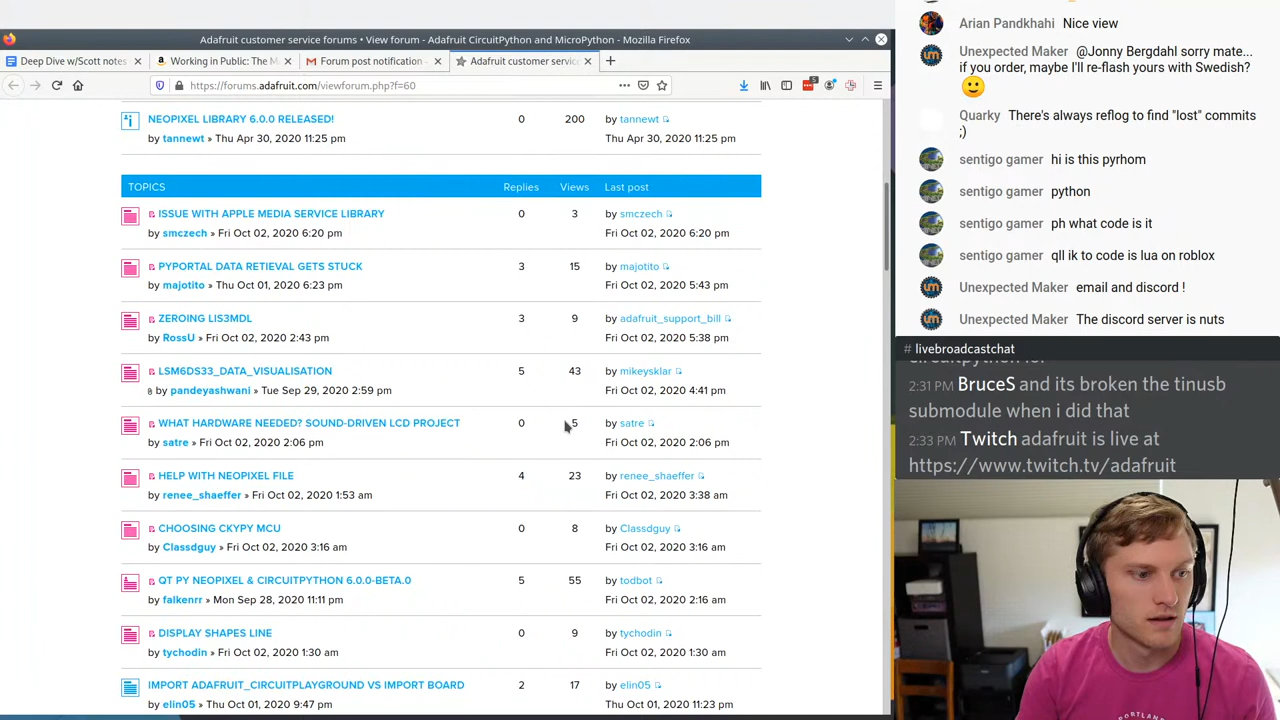 Adafruit customer service forums • View forum - Adafruit CircuitPython and MicroPython - Mozilla Firefox
Deep Dive w/Scott notes
Working in Public: The M
Forum post notification -
Adafruit customer servic
https://forums.adafruit.com/viewforum.php?f=60
5
NEOPIXEL LIBRARY 6.0.0 RELEASED! 0 200 by tannewt
by tannewt » Thu Apr 30, 2020 11:25 pm Thu Apr 30, 2020 11:25 pm
TOPICS Replies Views Last post
ISSUE WITH APPLE MEDIA SERVICE LIBRARY 0 3 by smczech
by smczech » Fri Oct 02, 2020 6:20 pm Fri Oct 02, 2020 6:20 pm
PYPORTAL DATA RETIEVAL GETS STUCK 3 15 by majotito
by majotito » Thu Oct 01, 2020 6:23 pm Fri Oct 02, 2020 5:43 pm
ZEROING LIS3MDL 3 9 by adafruit_support_bill
by RossU » Fri Oct 02, 2020 2:43 pm Fri Oct 02, 2020 5:38 pm
LSM6DS33_DATA_VISUALISATION 5 43 by mikeysklar
by pandeyashwani » Tue Sep 29, 2020 2:59 pm Fri Oct 02, 2020 4:41 pm
WHAT HARDWARE NEEDED? SOUND-DRIVEN LCD PROJECT 0 5 by satre
by satre » Fri Oct 02, 2020 2:06 pm Fri Oct 02, 2020 2:06 pm
HELP WITH NEOPIXEL FILE 4 23 by renee_shaeffer
by renee_shaeffer » Fri Oct 02, 2020 1:53 am Fri Oct 02, 2020 3:38 am
CHOOSING CKYPY MCU 0 8 by Classdguy
by Classdguy » Fri Oct 02, 2020 3:16 am Fri Oct 02, 2020 3:16 am
QT PY NEOPIXEL & CIRCUITPYTHON 6.0.0-BETA.0 5 55 by todbot
by falkenrr » Mon Sep 28, 2020 11:11 pm Fri Oct 02, 2020 2:16 am
DISPLAY SHAPES LINE 0 9 by tychodin
by tychodin » Fri Oct 02, 2020 1:30 am Fri Oct 02, 2020 1:30 am
IMPORT ADAFRUIT_CIRCUITPLAYGROUND VS IMPORT BOARD 2 17 by elin05
by elin05 » Thu Oct 01, 2020 9:47 pm Thu Oct 01, 2020 11:23 pm
Arian Pandkhahi Nice view
Unexpected Maker @Jonny Bergdahl sorry mate...
if you order, maybe I'll re-flash yours with Swedish?
Quarky There's always reflog to find "lost" commits
;)
sentigo gamer hi is this pyrhom
sentigo gamer python
sentigo gamer ph what code is it
sentigo gamer qll ik to code is lua on roblox
Unexpected Maker email and discord !
Unexpected Maker The discord server is nuts
# livebroadcastchat
2:31 PM BruceS and its broken the tinusb
submodule when i did that
2:33 PM Twitch adafruit is live at
https://www.twitch.tv/adafruit